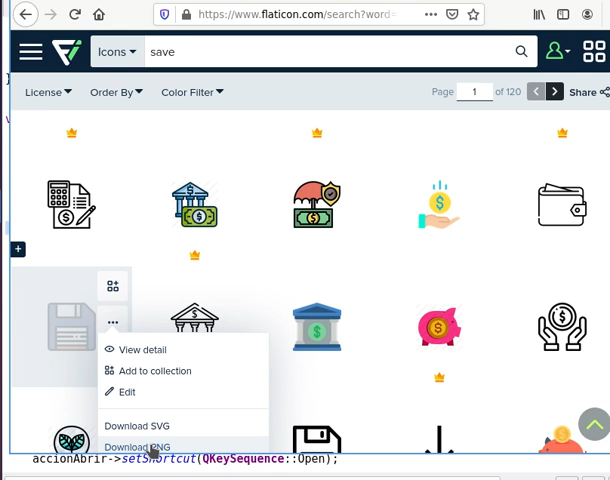 https://www.flaticon.com/search?word=
Icons save
License Order By Color Filter Page 1 of 120 Share
View detail
Add to collection
Edit
Download SVG
Download PNG
accionAbrir->setShortcut(QKeySequence::Open);